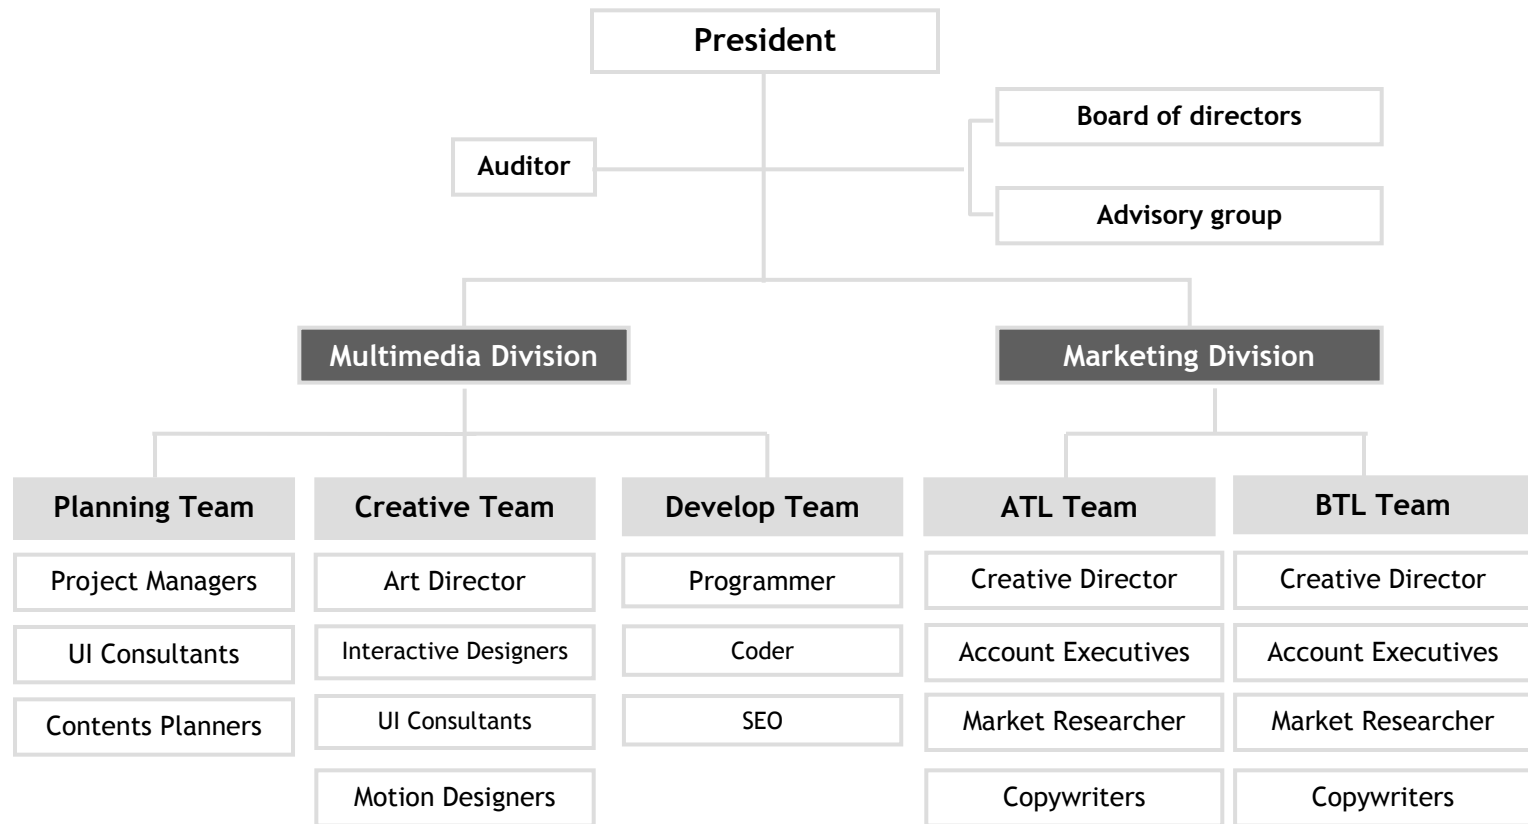 President
Board of directors
Auditor
Advisory group
Multimedia Division
Marketing Division
Planning Team
Creative Team
Develop Team
ATL Team
BTL Team
Project Managers
Art Director
Programmer
Creative Director
Creative Director
UI Consultants
Interactive Designers
Coder
Account Executives
Account Executives
Contents Planners
UI Consultants
SEO
Market Researcher
Market Researcher
Motion Designers
Copywriters
Copywriters